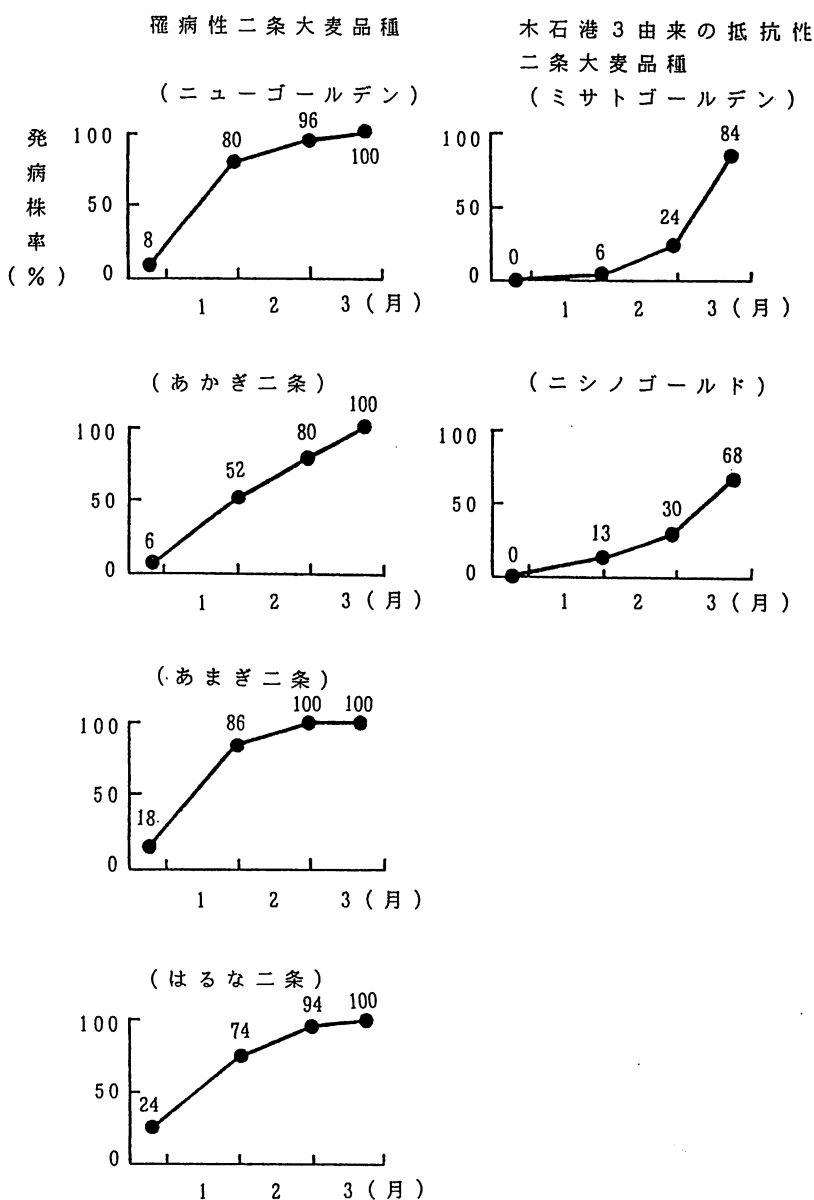 罹病性二条大麦品種
(ニューゴールデン)
発病株率(%)
100
50
0
8
80
96
100
1 2 3(月)
木石港3由来の抵抗性
二条大麦品種
(ミサトゴールデン)
100
50
0
0
6
24
84
1 2 3(月)
(あかぎ二条)
100
50
0
6
52
80
100
1 2 3(月)
(ニシノゴールド)
100
50
0
0
13
30
68
1 2 3(月)
(あまぎ二条)
100
50
0
18
86
100
100
1 2 3(月)
(はるな二条)
100
50
0
24
74
94
100
1 2 3(月)